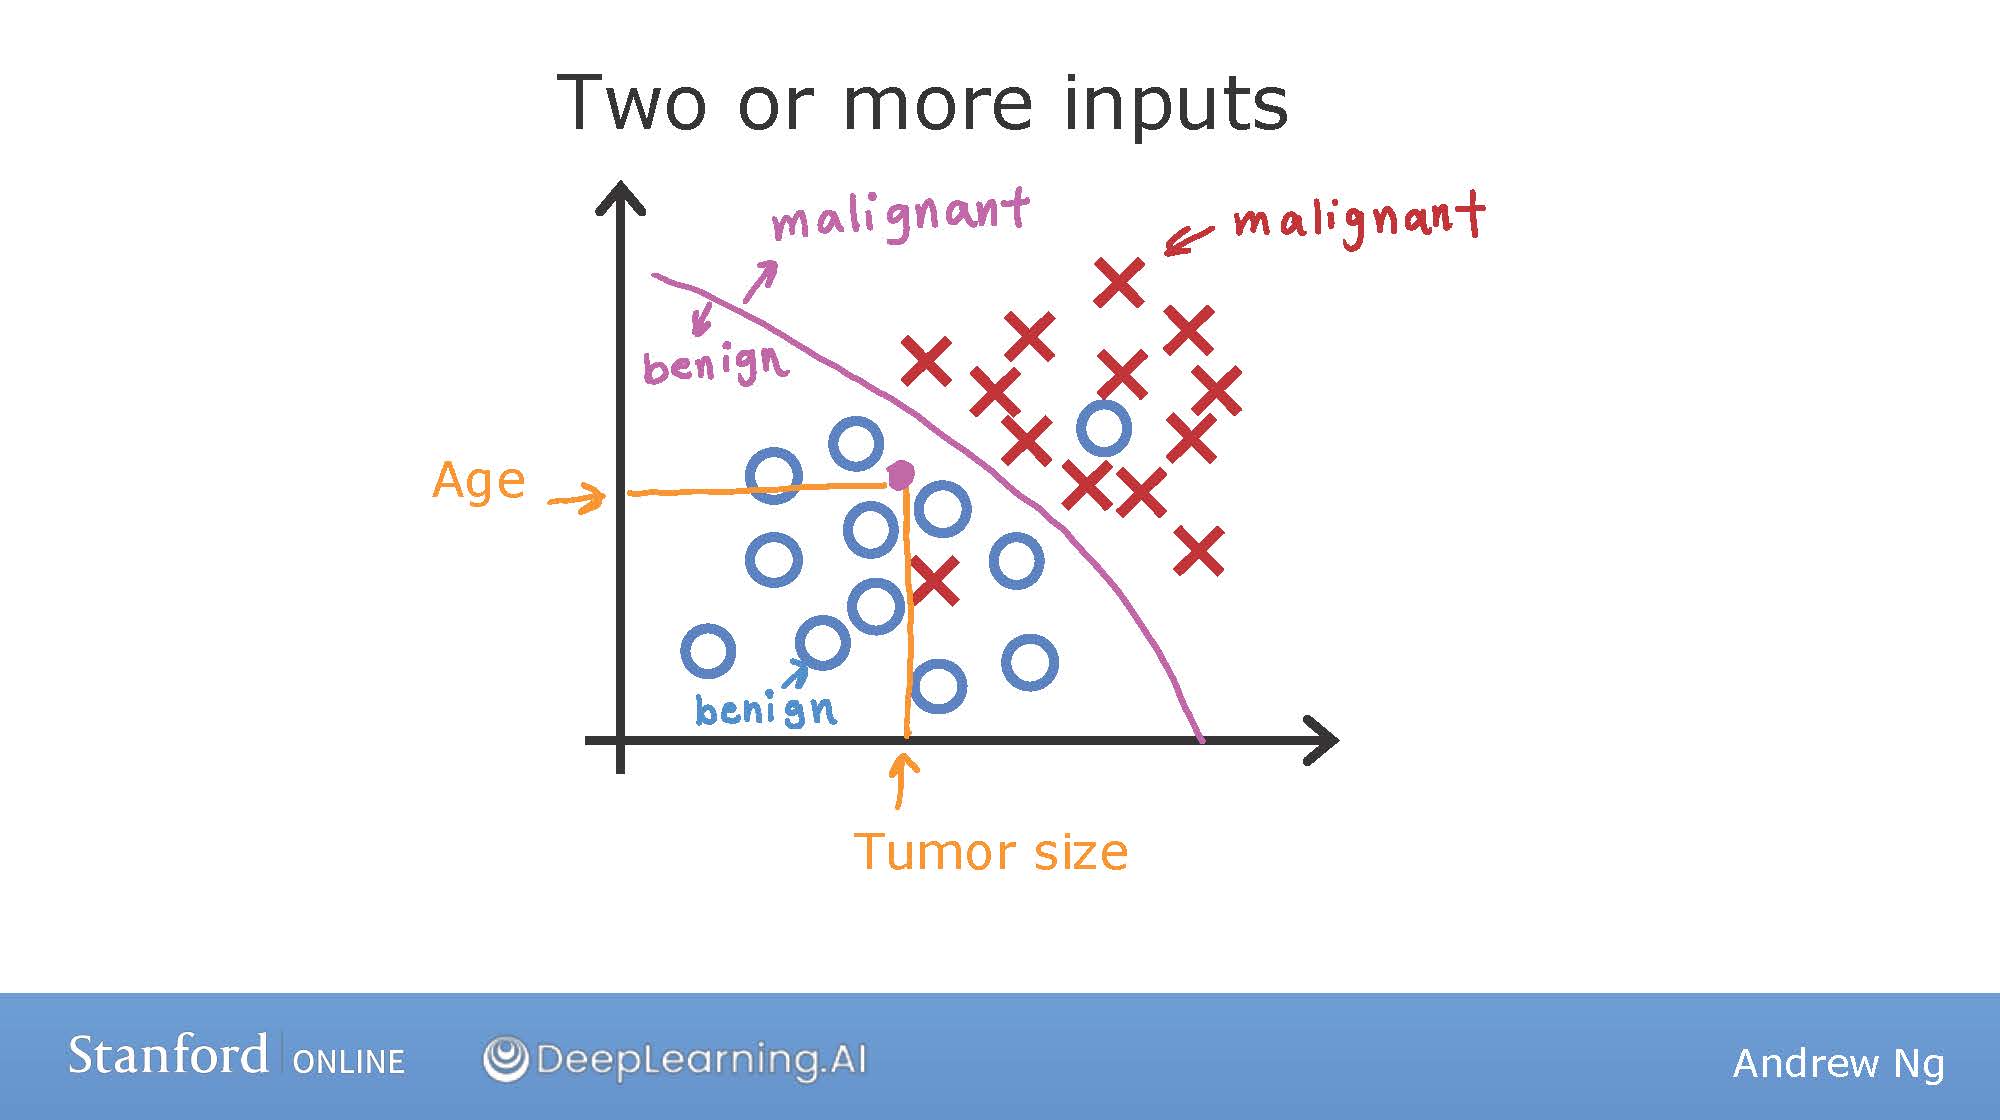 Two or more inputs
malignant
malignant
benign
Age
benign
Tumor size
Stanford ONLINE
DeepLearning.AI
Andrew Ng